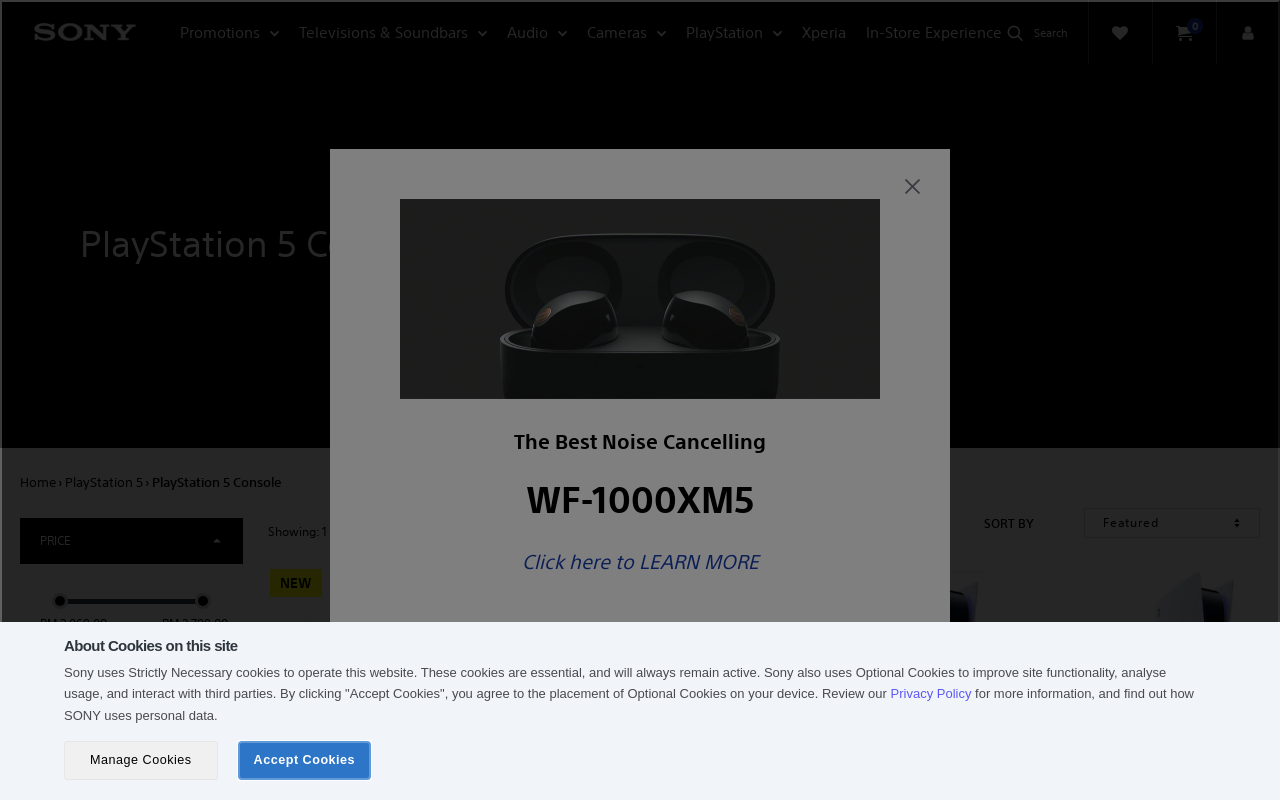 SONY
Promotions
Televisions & Soundbars
Audio
Cameras
PlayStation
Xperia
In-Store Experience
Search
0
PlayStation 5 Co
The Best Noise Cancelling
WF-1000XM5
Click here to LEARN MORE
Home › PlayStation 5 › PlayStation 5 Console
PRICE
Showing: 1
SORT BY
Featured
NEW
About Cookies on this site
Sony uses Strictly Necessary cookies to operate this website. These cookies are essential, and will always remain active. Sony also uses Optional Cookies to improve site functionality, analyse
usage, and interact with third parties. By clicking "Accept Cookies", you agree to the placement of Optional Cookies on your device. Review our Privacy Policy for more information, and find out how
SONY uses personal data.
Manage Cookies
Accept Cookies